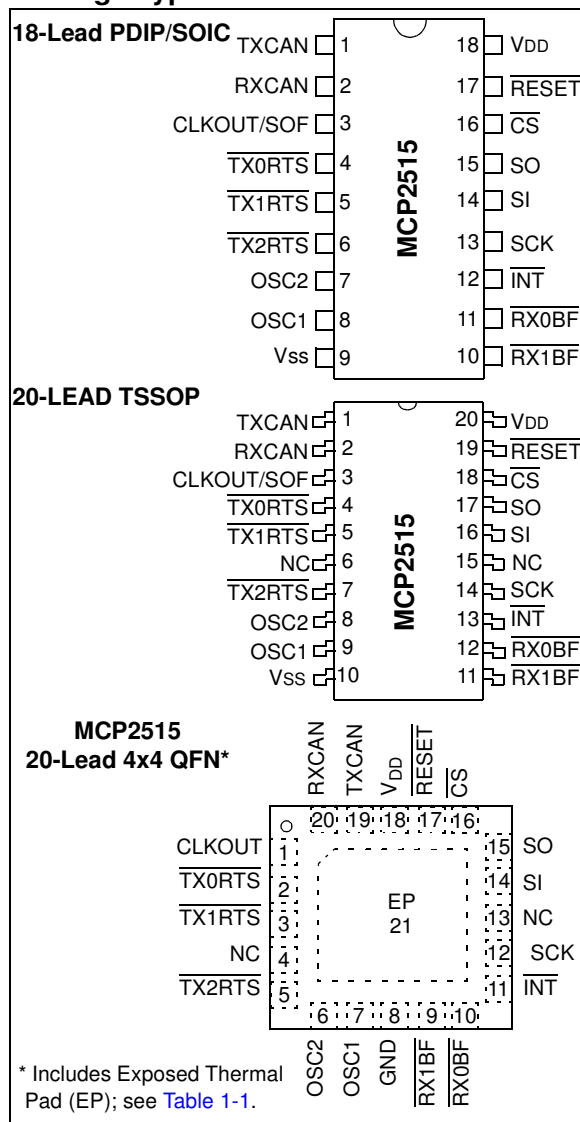 18-Lead PDIP/SOIC
TXCAN 1 18 VDD
RXCAN 2 17 RESET
CLKOUT/SOF 3 16 CS
TX0RTS 4 15 SO
TX1RTS 5 14 SI
TX2RTS 6 13 SCK
OSC2 7 12 INT
OSC1 8 11 RX0BF
Vss 9 10 RX1BF
MCP2515
20-LEAD TSSOP
TXCAN 1 20 VDD
RXCAN 2 19 RESET
CLKOUT/SOF 3 18 CS
TX0RTS 4 17 SO
TX1RTS 5 16 SI
NC 6 15 NC
TX2RTS 7 14 SCK
OSC2 8 13 INT
OSC1 9 12 RX0BF
Vss 10 11 RX1BF
MCP2515
MCP2515
20-Lead 4x4 QFN*
RXCAN TXCAN VDD RESET CS
20 19 18 17 16
CLKOUT 1 15 SO
TX0RTS 2 14 SI
TX1RTS 3 13 NC
NC 4 12 SCK
TX2RTS 5 11 INT
EP
21
6 7 8 9 10
OSC2 OSC1 GND RX1BF RX0BF
* Includes Exposed Thermal
Pad (EP); see Table 1-1.